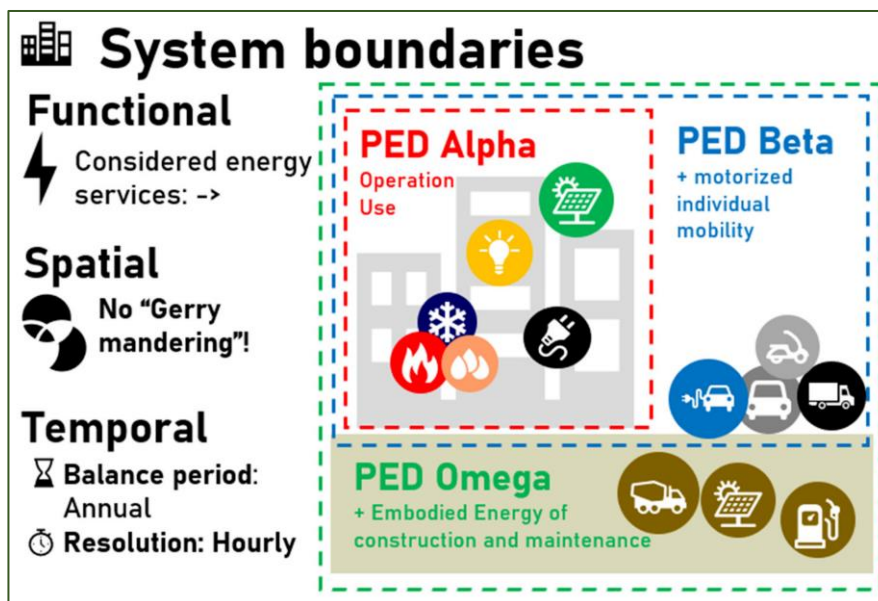 System boundaries
Functional
Considered energy
services: ->
Spatial
No “Gerry
mandering”!
Temporal
Balance period:
Annual
Resolution: Hourly
PED Alpha
Operation
Use
PED Beta
+ motorized
individual
mobility
PED Omega
+ Embodied Energy of
construction and maintenance